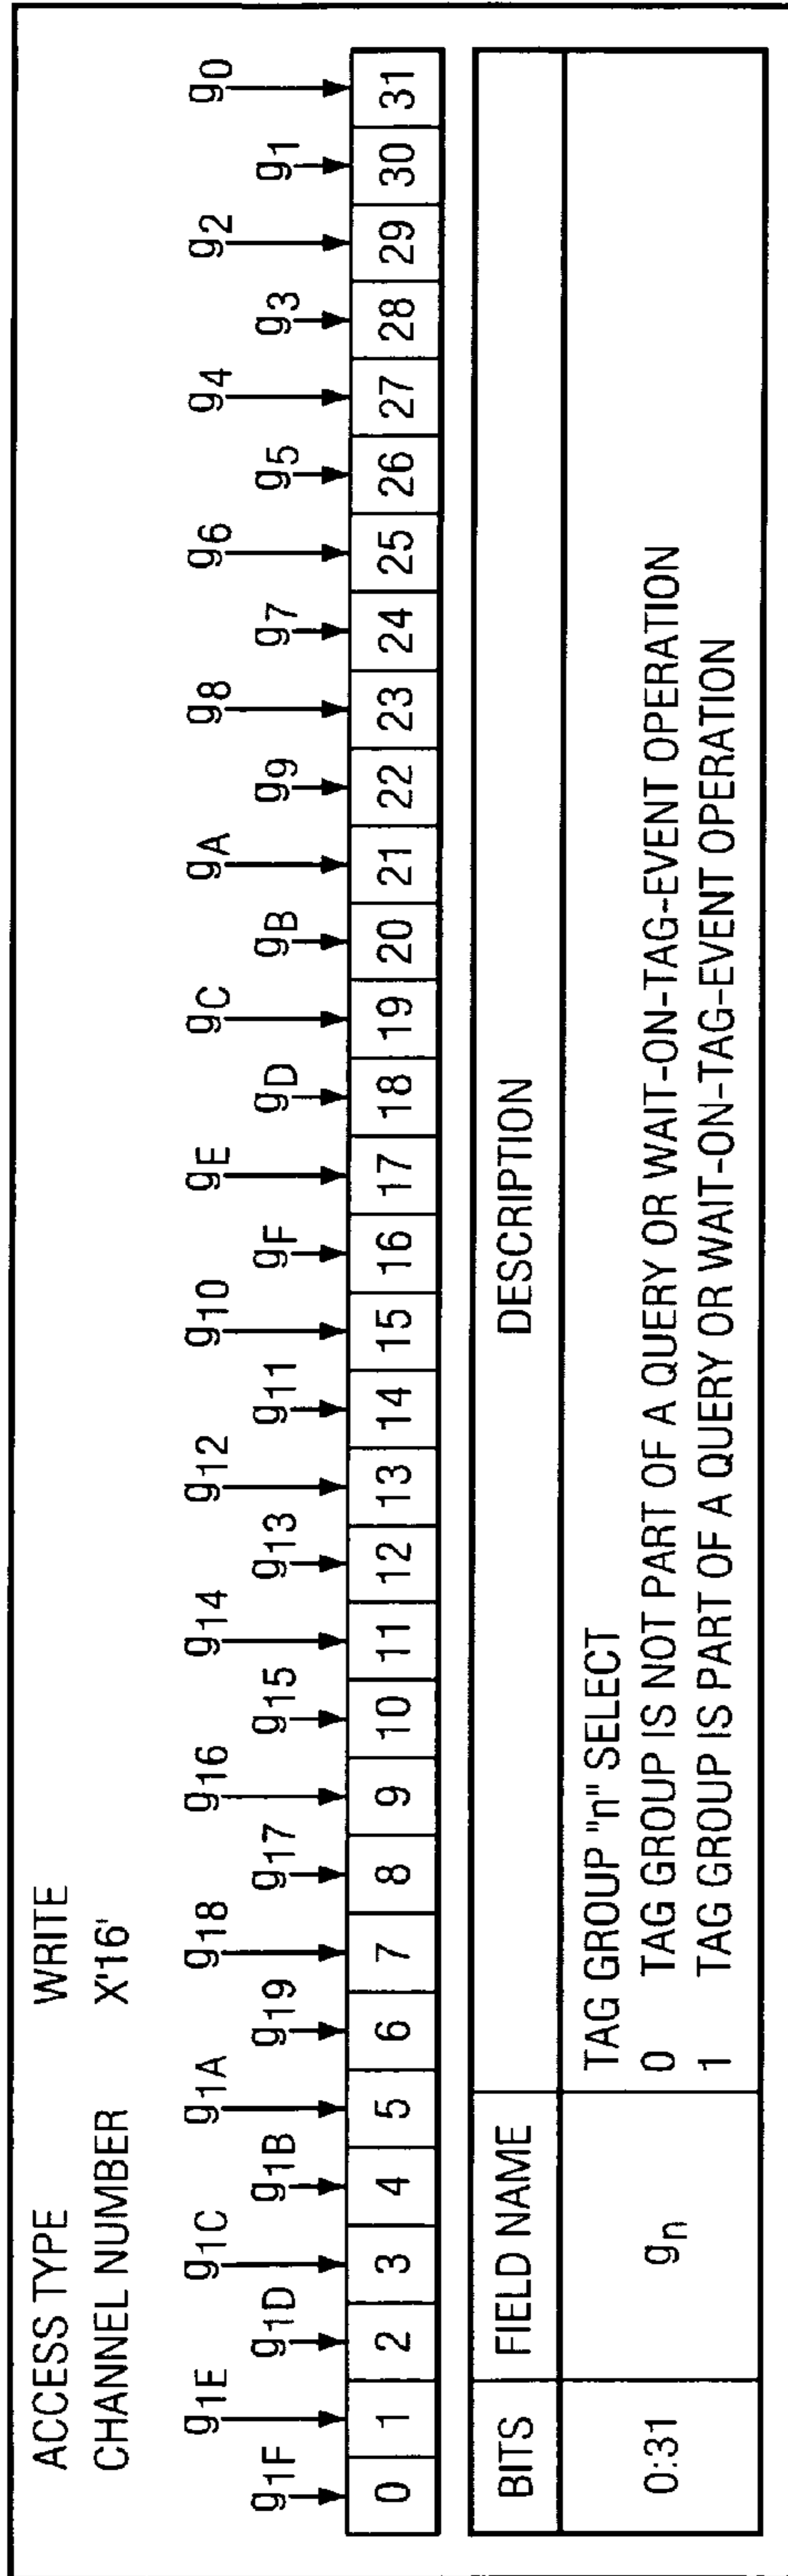 ACCESS TYPE WRITE
CHANNEL NUMBER X'16'
g1F g1E g1D g1C g1B g1A g19 g18 g17 g16 g15 g14 g13 g12 g11 g10 gF gE gD gC gB gA g9 g8 g7 g6 g5 g4 g3 g2 g1 g0
0 1 2 3 4 5 6 7 8 9 10 11 12 13 14 15 16 17 18 19 20 21 22 23 24 25 26 27 28 29 30 31
BITS FIELD NAME DESCRIPTION
0:31 gn TAG GROUP "n" SELECT
0 TAG GROUP IS NOT PART OF A QUERY OR WAIT-ON-TAG-EVENT OPERATION
1 TAG GROUP IS PART OF A QUERY OR WAIT-ON-TAG-EVENT OPERATION